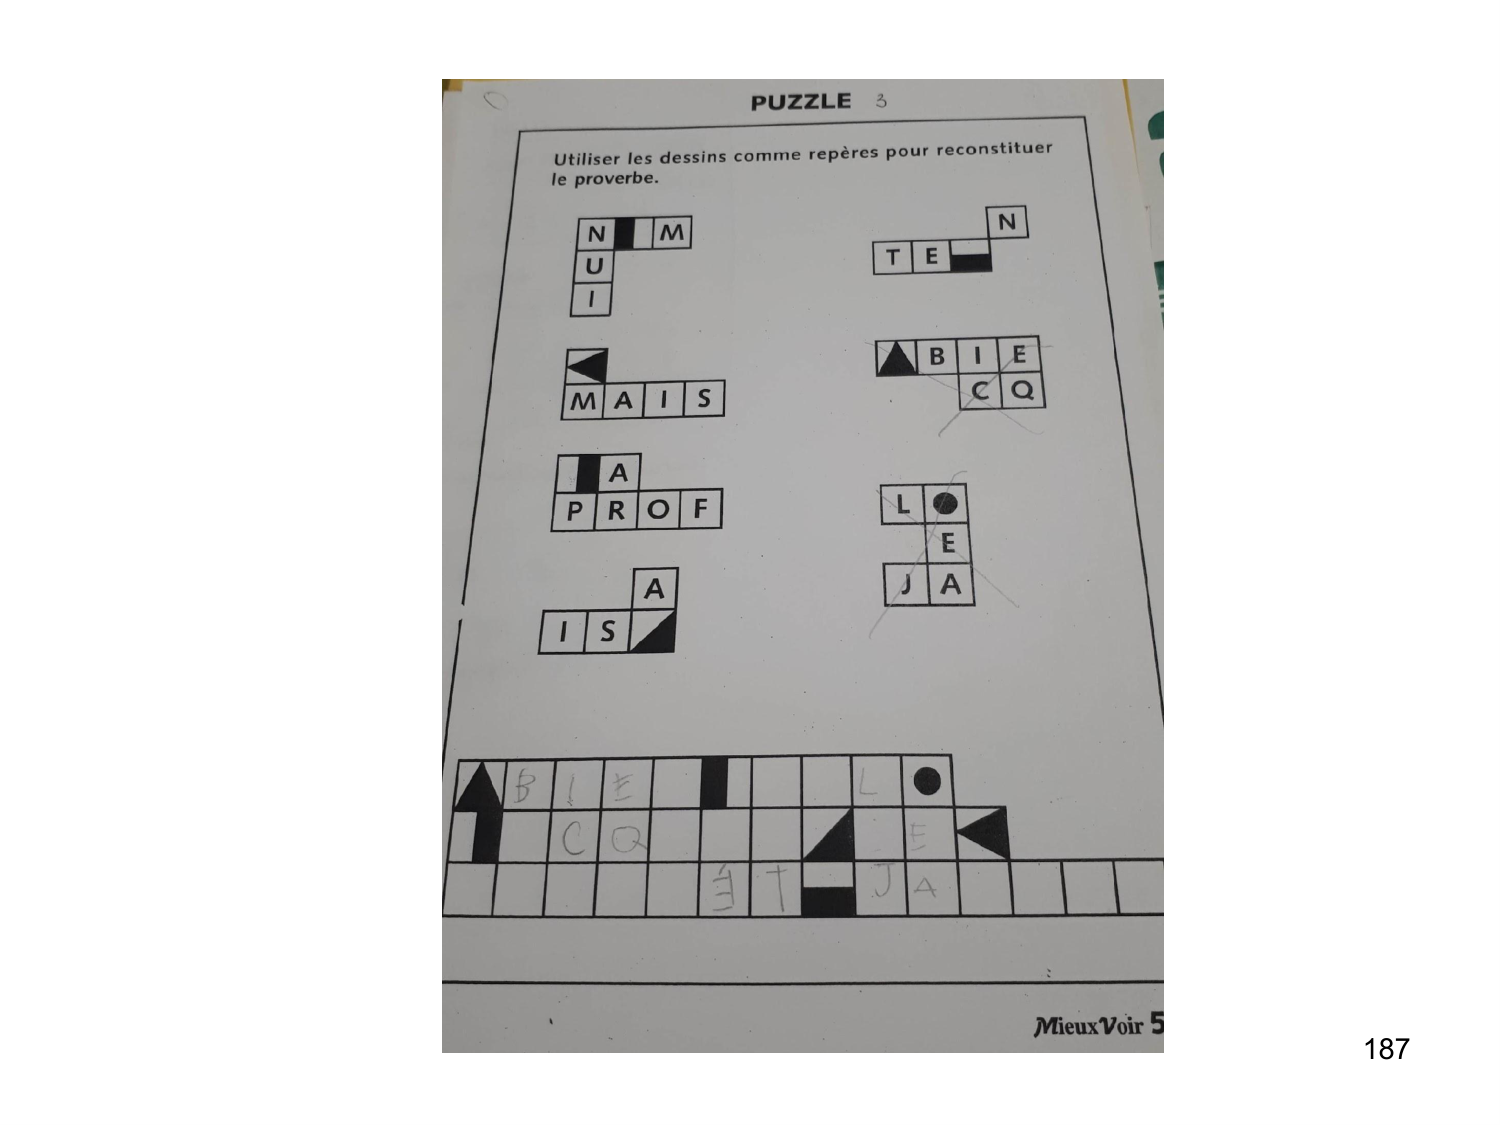 PUZZLE 3
Utiliser les dessins comme repères pour reconstituer
le proverbe.
N M
U
I
N
T E
M A I S
B I E
C Q
A
P R O F
L
E
J A
A
I S
B I E L
C Q E
E T J A
MieuxVoir 5
187